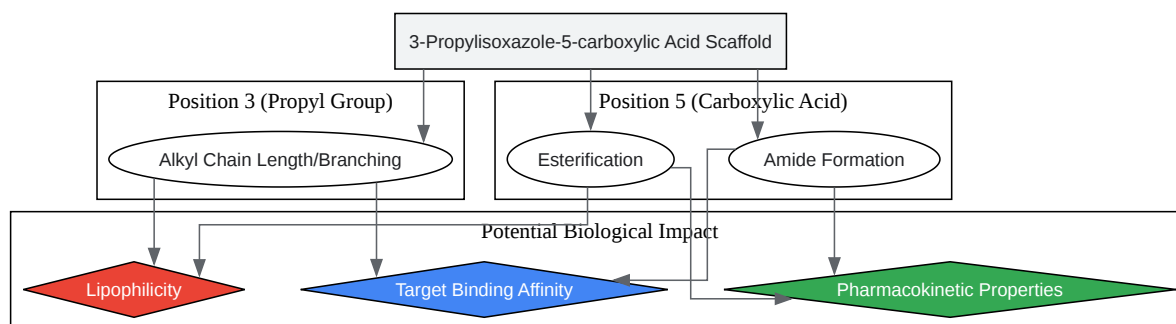 3-Propylisoxazole-5-carboxylic Acid Scaffold
Position 3 (Propyl Group)
Position 5 (Carboxylic Acid)
Alkyl Chain Length/Branching
Esterification
Amide Formation
Potential Biological Impact
Lipophilicity
Target Binding Affinity
Pharmacokinetic Properties